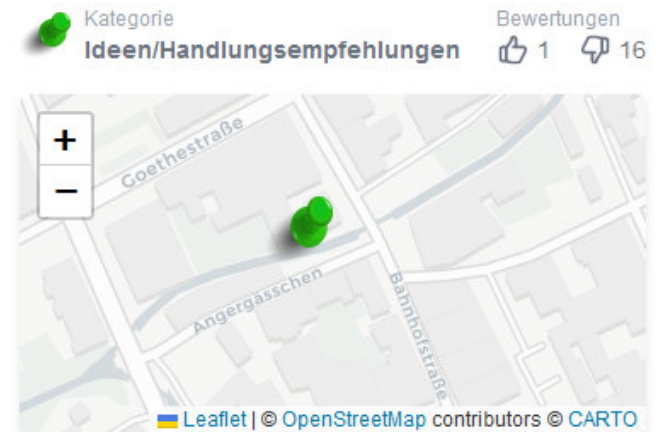 Kategorie
Ideen/Handlungsempfehlungen
Bewertungen
1 16
+
−
Goethestraße
Angergässchen
Bahnhofstraße
Leaflet | © OpenStreetMap contributors © CARTO